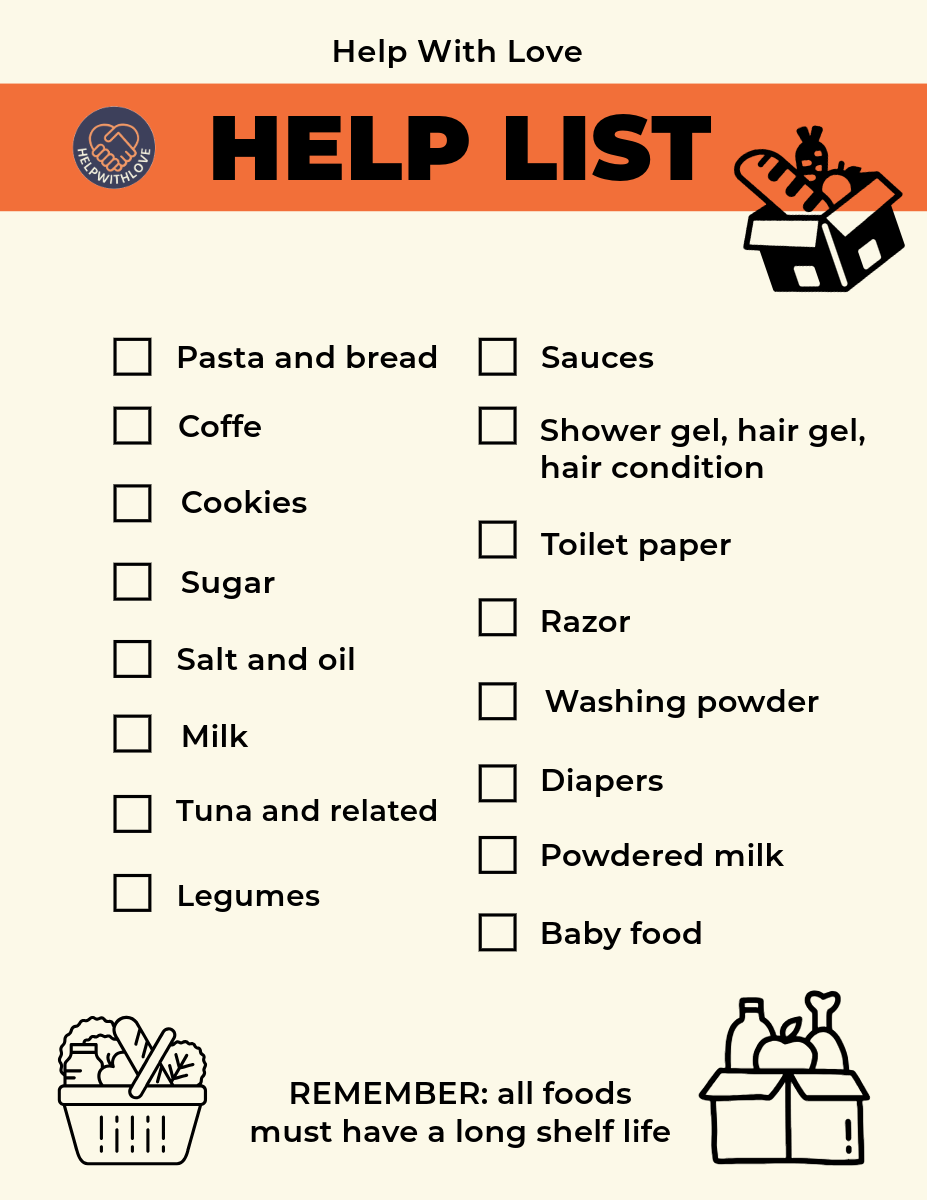 Help With Love
HELPWITHLOVE
HELP LIST
Pasta and bread
Coffe
Cookies
Sugar
Salt and oil
Milk
Tuna and related
Legumes
Sauces
Shower gel, hair gel,
hair condition
Toilet paper
Razor
Washing powder
Diapers
Powdered milk
Baby food
REMEMBER: all foods
must have a long shelf life